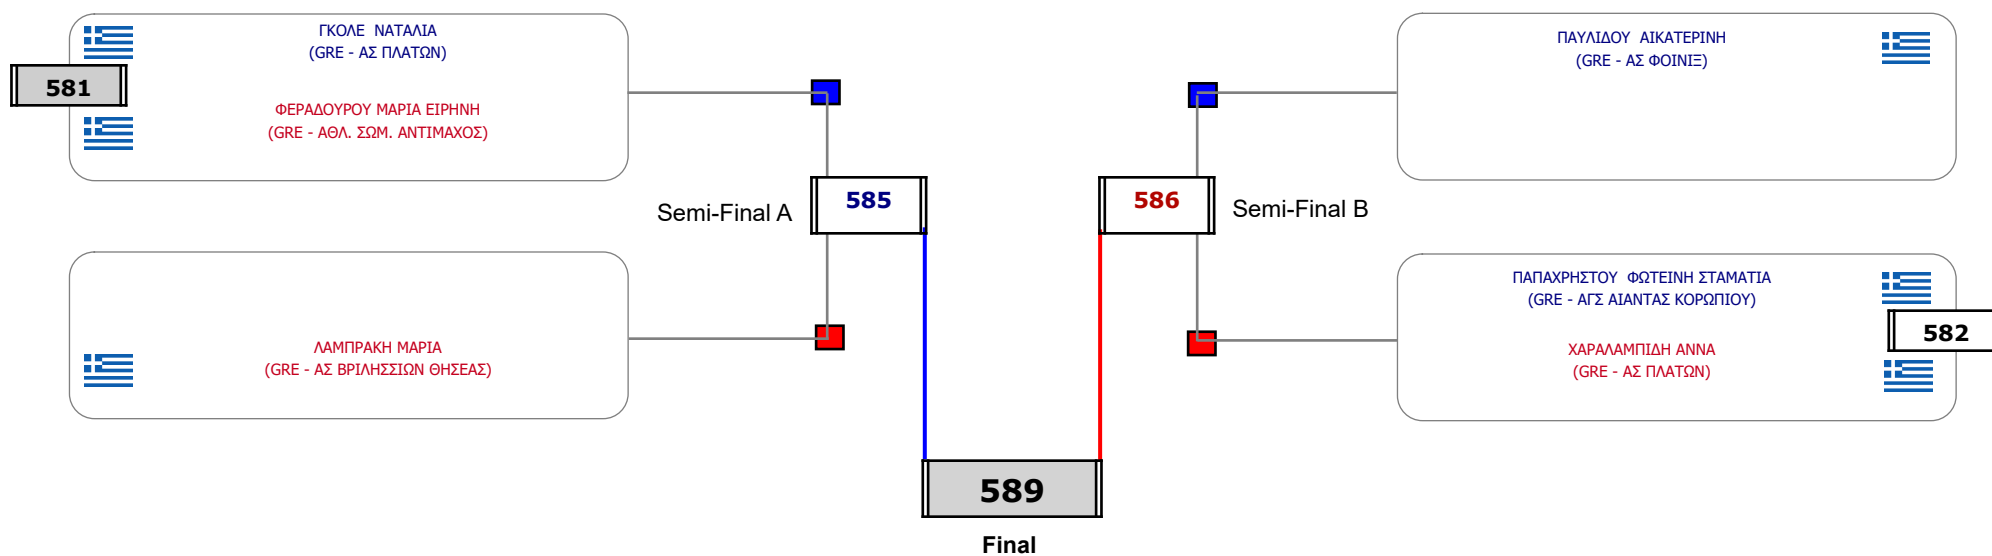 ΓΚΟΛΕ ΝΑΤΑΛΙΑ
(GRE - ΑΣ ΠΛΑΤΩΝ)
581
ΦΕΡΑΔΟΥΡΟΥ ΜΑΡΙΑ ΕΙΡΗΝΗ
(GRE - ΑΘΛ. ΣΩΜ. ΑΝΤΙΜΑΧΟΣ)
ΠΑΥΛΙΔΟΥ ΑΙΚΑΤΕΡΙΝΗ
(GRE - ΑΣ ΦΟΙΝΙΞ)
Semi-Final A
585
586
Semi-Final B
ΛΑΜΠΡΑΚΗ ΜΑΡΙΑ
(GRE - ΑΣ ΒΡΙΛΗΣΣΙΩΝ ΘΗΣΕΑΣ)
ΠΑΠΑΧΡΗΣΤΟΥ ΦΩΤΕΙΝΗ ΣΤΑΜΑΤΙΑ
(GRE - ΑΓΣ ΑΙΑΝΤΑΣ ΚΟΡΩΠΙΟΥ)
582
ΧΑΡΑΛΑΜΠΙΔΗ ΑΝΝΑ
(GRE - ΑΣ ΠΛΑΤΩΝ)
589
Final